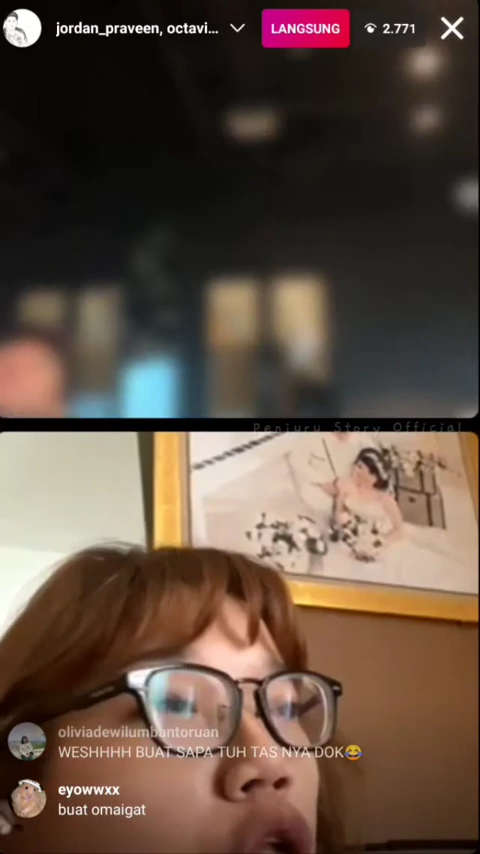 jordan_praveen, octavi...
LANGSUNG
2.771
Penjuru Story Official
oliviadewilumbantoruan
WESHHHH BUAT SAPA TUH TAS NYA DOK😂
eyowwxx
buat omaigat